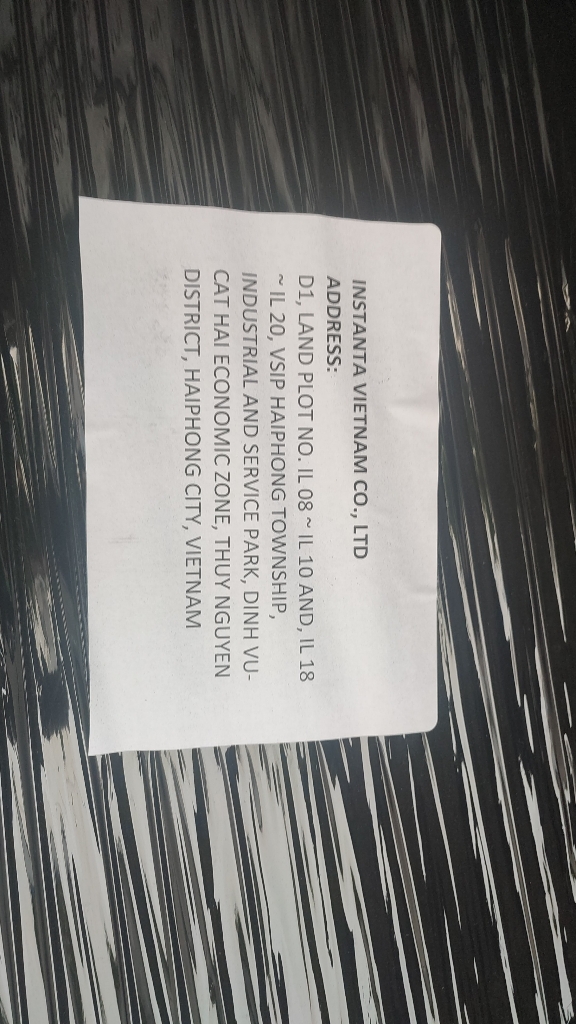 INSTANTA VIETNAM CO., LTD
ADDRESS:
D1, LAND PLOT NO. IL 08 ~ IL 10 AND, IL 18
~ IL 20, VSIP HAIPHONG TOWNSHIP,
INDUSTRIAL AND SERVICE PARK, DINH VU-
CAT HAI ECONOMIC ZONE, THUY NGUYEN
DISTRICT, HAIPHONG CITY, VIETNAM